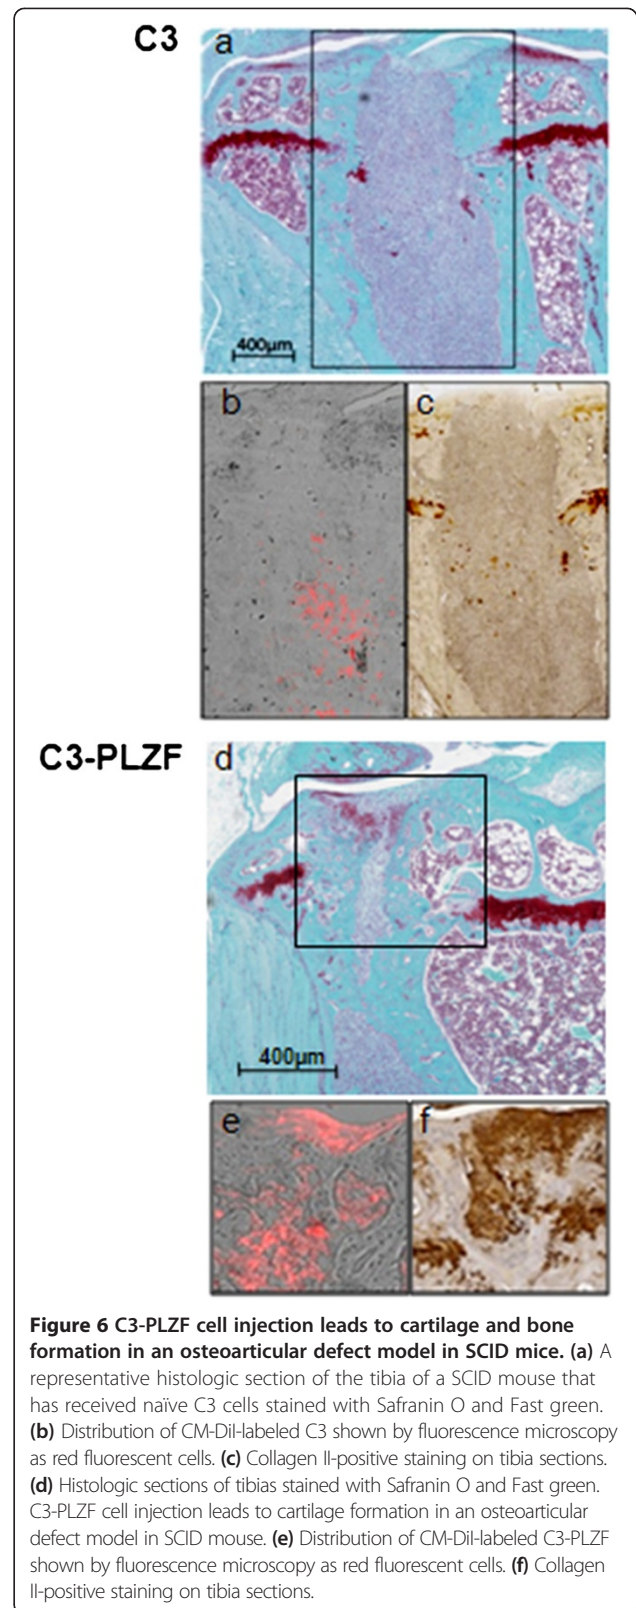 C3
a
400µm
b
c
C3-PLZF
d
400µm
e
f
Figure 6 C3-PLZF cell injection leads to cartilage and bone
formation in an osteoarticular defect model in SCID mice. (a) A
representative histologic section of the tibia of a SCID mouse that
has received naïve C3 cells stained with Safranin O and Fast green.
(b) Distribution of CM-DiI-labeled C3 shown by fluorescence microscopy
as red fluorescent cells. (c) Collagen II-positive staining on tibia sections.
(d) Histologic sections of tibias stained with Safranin O and Fast green.
C3-PLZF cell injection leads to cartilage formation in an osteoarticular
defect model in SCID mouse. (e) Distribution of CM-DiI-labeled C3-PLZF
shown by fluorescence microscopy as red fluorescent cells. (f) Collagen
II-positive staining on tibia sections.